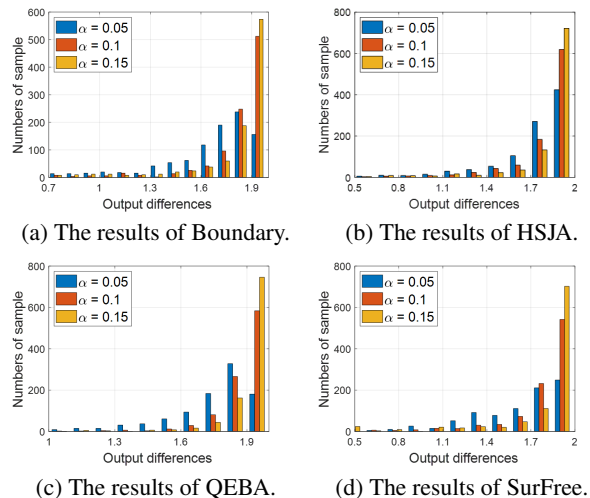 600
500
400
300
200
100
0
Numbers of sample
α = 0.05
α = 0.1
α = 0.15
0.7 1 1.3 1.6 1.9
Output differences
(a) The results of Boundary.
800
600
400
200
0
Numbers of sample
α = 0.05
α = 0.1
α = 0.15
0.5 0.8 1.1 1.4 1.7 2
Output differences
(b) The results of HSJA.
800
600
400
200
0
Numbers of sample
α = 0.05
α = 0.1
α = 0.15
1 1.3 1.6 1.9
Output differences
(c) The results of QEBA.
800
600
400
200
0
Numbers of sample
α = 0.05
α = 0.1
α = 0.15
0.5 0.8 1.1 1.4 1.7 2
Output differences
(d) The results of SurFree.